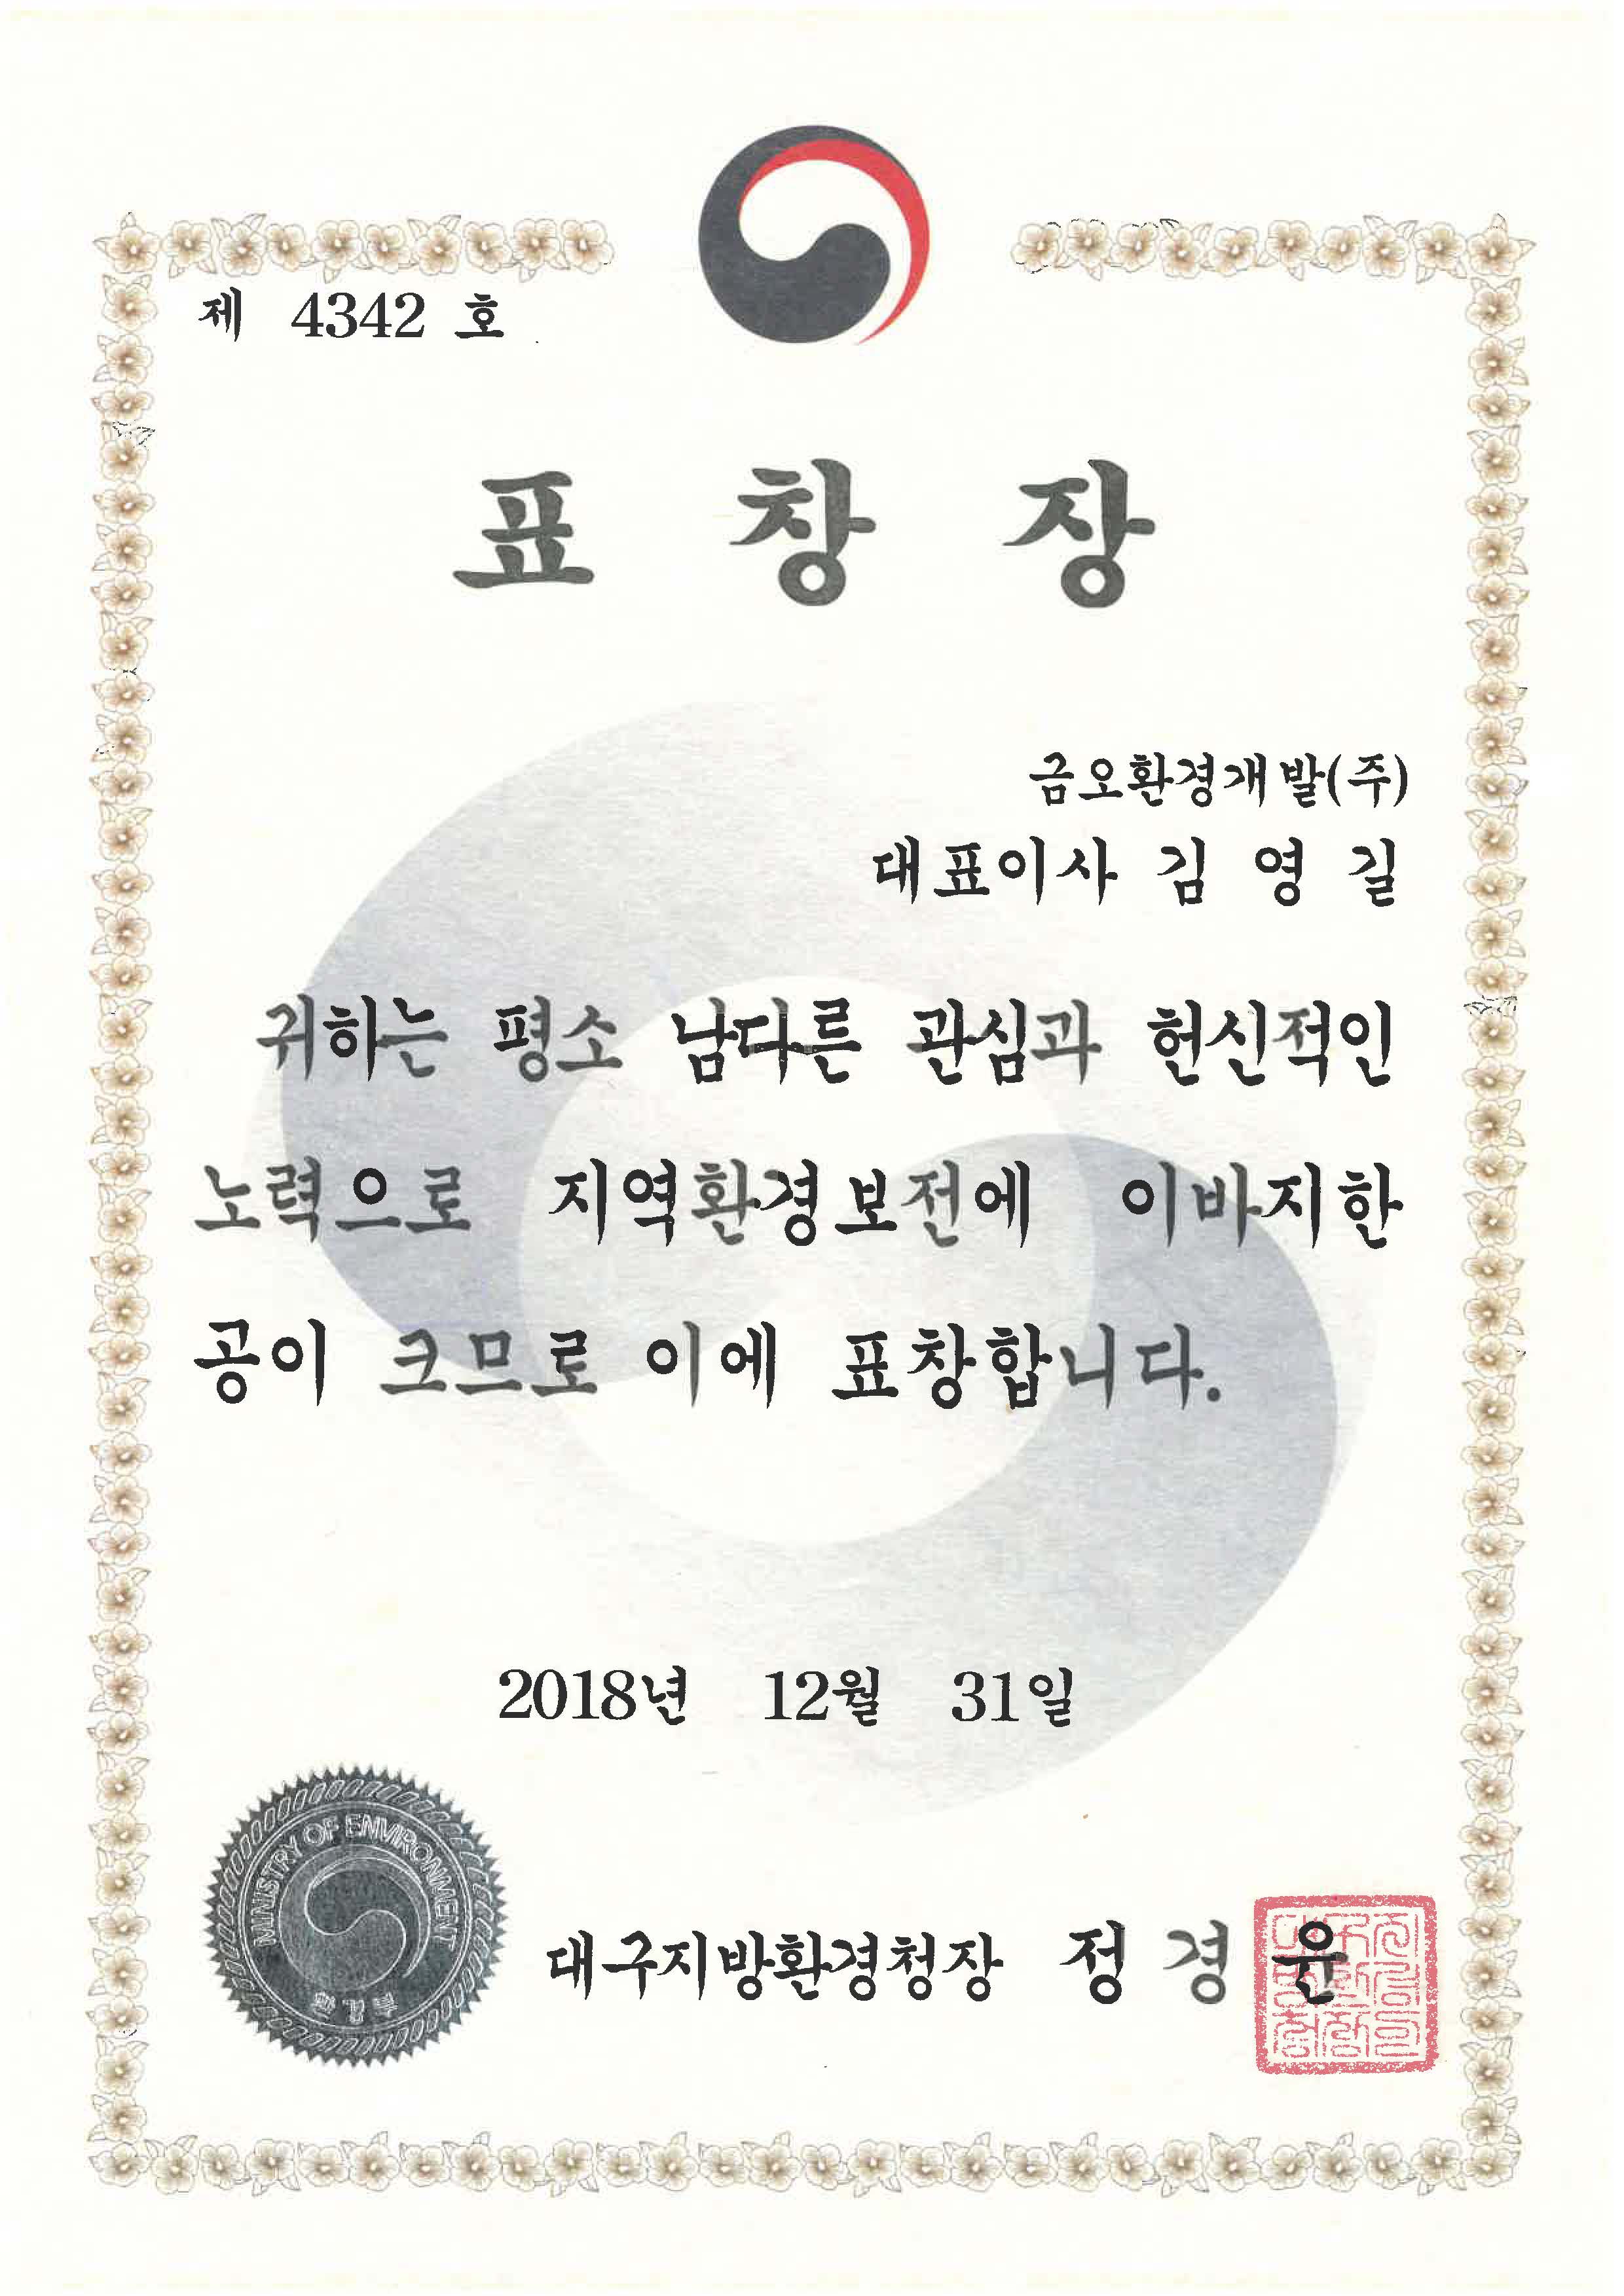 제 4342 호
표 창 장
금오환경개발(주)
대표이사 김 영 길
귀하는 평소 남다른 관심과 헌신적인
노력으로 지역환경보전에 이바지한
공이 크므로 이에 표창합니다.
2018년 12월 31일
MINISTRY OF ENVIRONMENT
대구지방환경청장 정 경 윤